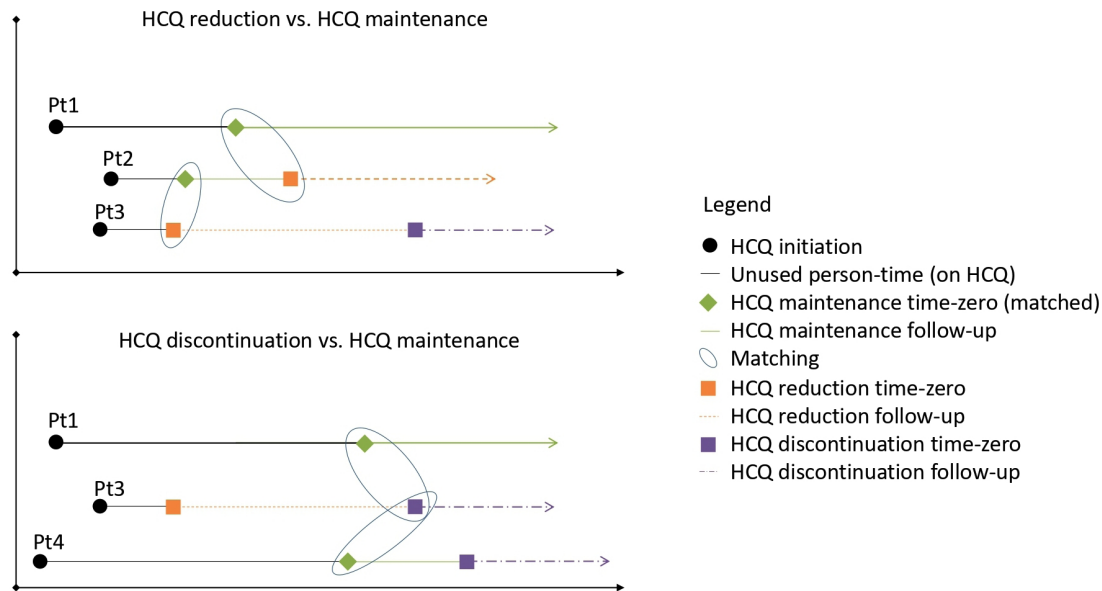 HCQ reduction vs. HCQ maintenance
Pt1
Pt2
Pt3
HCQ discontinuation vs. HCQ maintenance
Pt1
Pt3
Pt4
Legend
HCQ initiation
Unused person-time (on HCQ)
HCQ maintenance time-zero (matched)
HCQ maintenance follow-up
Matching
HCQ reduction time-zero
HCQ reduction follow-up
HCQ discontinuation time-zero
HCQ discontinuation follow-up